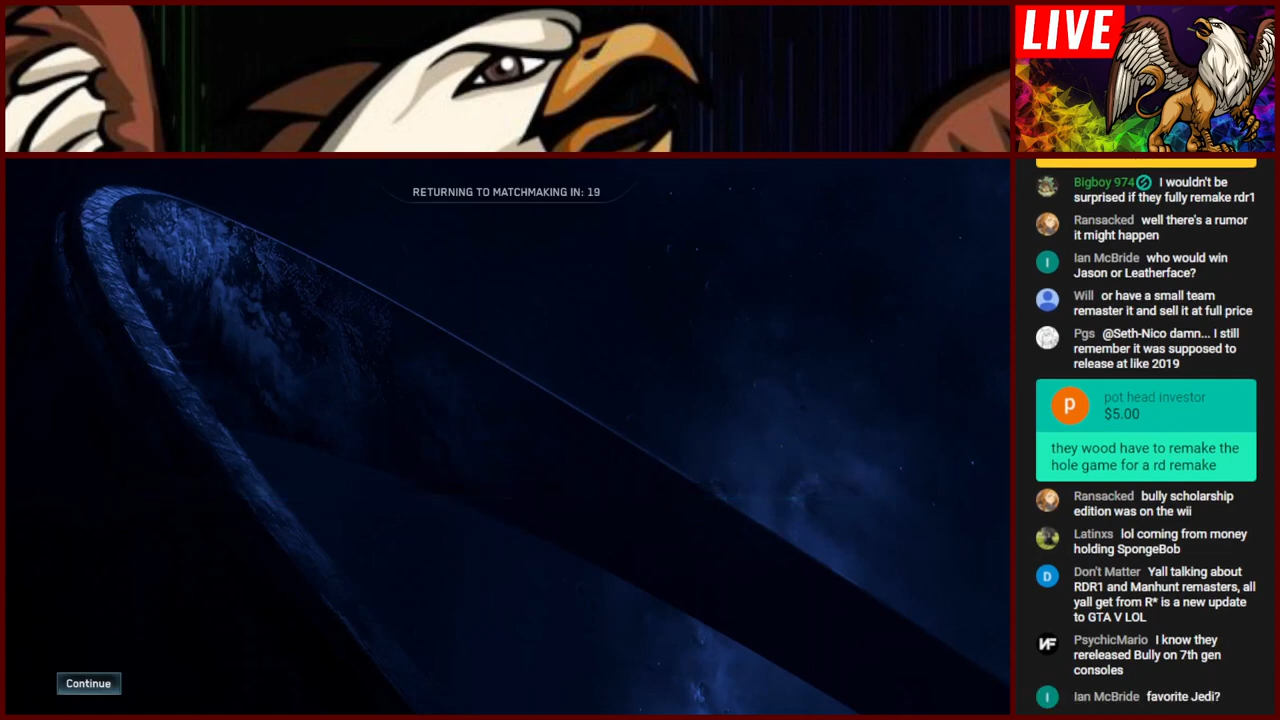 LIVE
RETURNING TO MATCHMAKING IN: 19
Continue
Bigboy 974 I wouldn't be
surprised if they fully remake rdr1
Ransacked well there's a rumor
it might happen
I
Ian McBride who would win
Jason or Leatherface?
Will or have a small team
remaster it and sell it at full price
Pgs @Seth-Nico damn... I still
remember it was supposed to
release at like 2019
p
pot head investor
$5.00
they wood have to remake the
hole game for a rd remake
Ransacked bully scholarship
edition was on the wii
Latinxs lol coming from money
holding SpongeBob
D
Don't Matter Yall talking about
RDR1 and Manhunt remasters, all
yall get from R* is a new update
to GTA V LOL
NF
PsychicMario I know they
rereleased Bully on 7th gen
consoles
I
Ian McBride favorite Jedi?